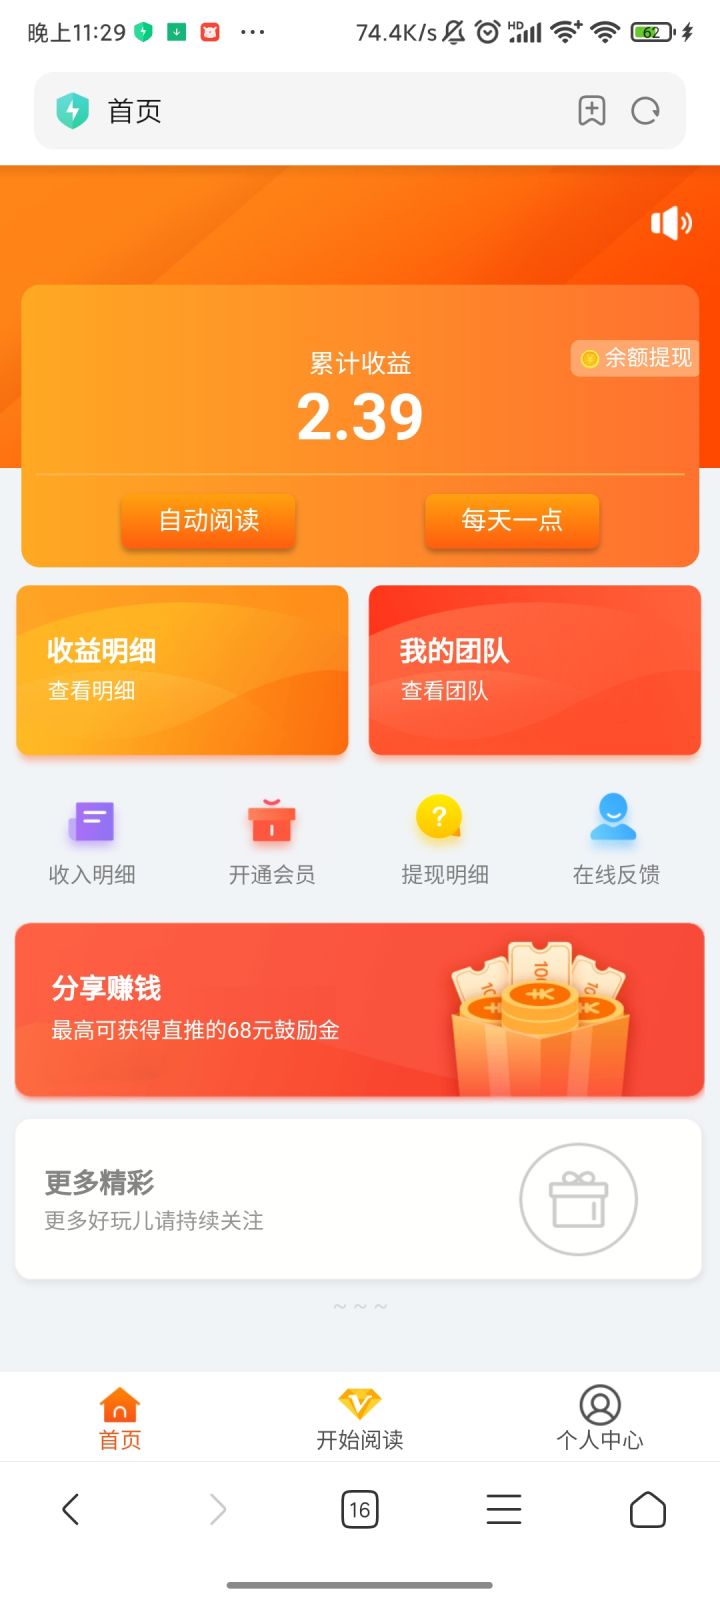 晚上11:29
74.4K/s
HD
62
首页
累计收益
余额提现
2.39
自动阅读
每天一点
收益明细
查看明细
我的团队
查看团队
收入明细
开通会员
提现明细
在线反馈
分享赚钱
最高可获得直推的68元鼓励金
更多精彩
更多好玩儿请持续关注
~ ~ ~
首页
开始阅读
个人中心
16